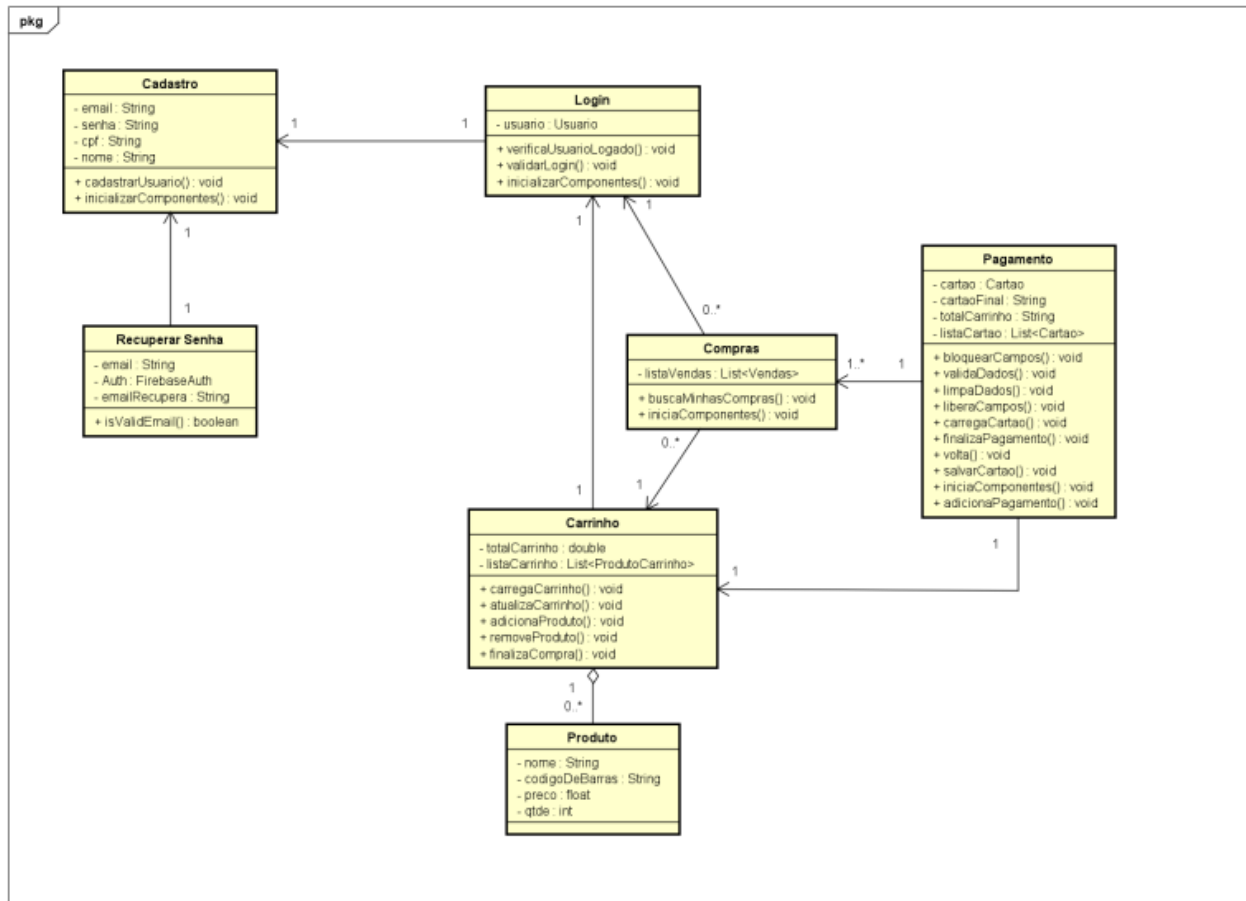 pkg
Cadastro
- email : String
- senha : String
- cpf : String
- nome : String
+ cadastrarUsuario() : void
+ inicializarComponentes() : void
1
1
Login
- usuario : Usuario
+ verificaUsuarioLogado() : void
+ validarLogin() : void
+ inicializarComponentes() : void
1
1
Recuperar Senha
- email : String
- Auth : FirebaseAuth
- emailRecupera : String
+ isValidEmail() : boolean
1
1
1
0..*
Compras
- listaVendas : List<Vendas>
+ buscaMinhasCompras() : void
+ iniciaComponentes() : void
1..*
1
Pagamento
- cartao : Cartao
- cartaoFinal : String
- totalCarrinho : String
- listaCartao : List<Cartao>
+ bloquearCampos() : void
+ validaDados() : void
+ limpaDados() : void
+ liberaCampos() : void
+ carregaCartao() : void
+ finalizaPagamento() : void
+ volta() : void
+ salvarCartao() : void
+ iniciaComponentes() : void
+ adicionaPagamento() : void
0..*
1
1
1
Carrinho
- totalCarrinho : double
- listaCarrinho : List<ProdutoCarrinho>
+ carregaCarrinho() : void
+ atualizaCarrinho() : void
+ adicionaProduto() : void
+ removeProduto() : void
+ finalizaCompra() : void
1
0..*
Produto
- nome : String
- codigoDeBarras : String
- preco : float
- qtde : int